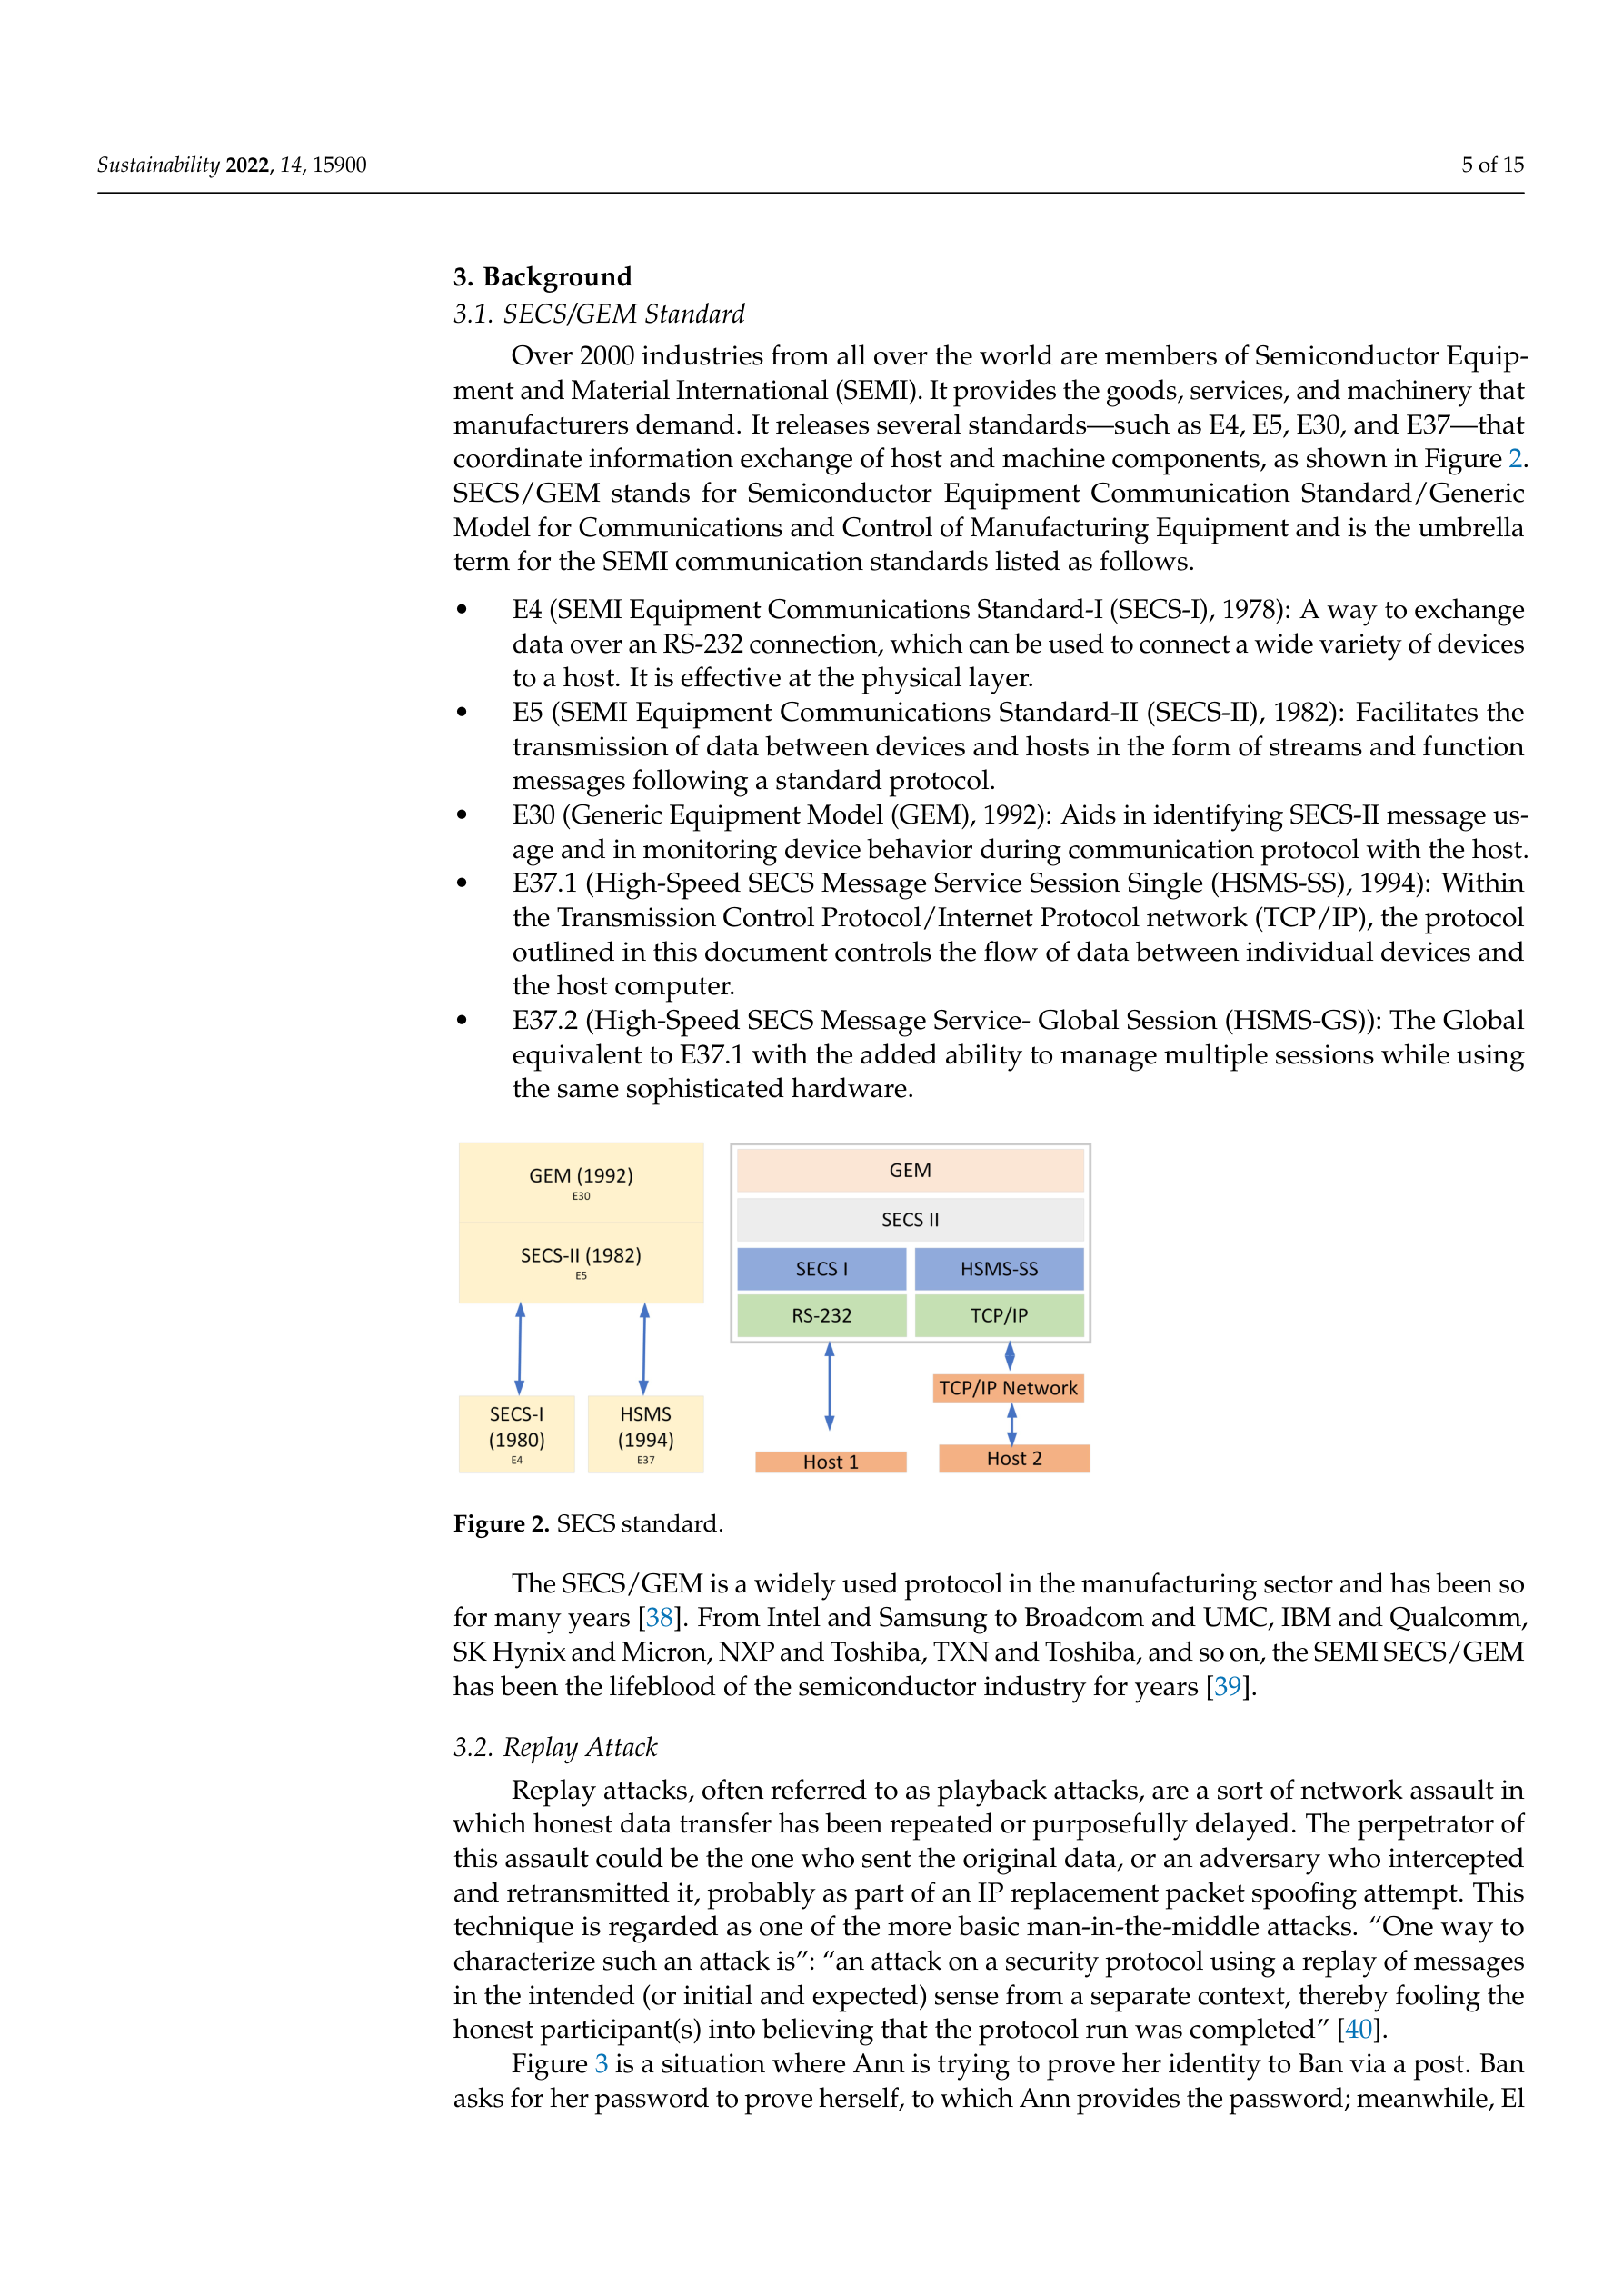 Sustainability 2022, 14, 15900
5 of 15
3. Background
3.1. SECS/GEM Standard
Over 2000 industries from all over the world are members of Semiconductor Equip-
ment and Material International (SEMI). It provides the goods, services, and machinery that
manufacturers demand. It releases several standards—such as E4, E5, E30, and E37—that
coordinate information exchange of host and machine components, as shown in Figure 2.
SECS/GEM stands for Semiconductor Equipment Communication Standard/Generic
Model for Communications and Control of Manufacturing Equipment and is the umbrella
term for the SEMI communication standards listed as follows.
• E4 (SEMI Equipment Communications Standard-I (SECS-I), 1978): A way to exchange
data over an RS-232 connection, which can be used to connect a wide variety of devices
to a host. It is effective at the physical layer.
• E5 (SEMI Equipment Communications Standard-II (SECS-II), 1982): Facilitates the
transmission of data between devices and hosts in the form of streams and function
messages following a standard protocol.
• E30 (Generic Equipment Model (GEM), 1992): Aids in identifying SECS-II message us-
age and in monitoring device behavior during communication protocol with the host.
• E37.1 (High-Speed SECS Message Service Session Single (HSMS-SS), 1994): Within
the Transmission Control Protocol/Internet Protocol network (TCP/IP), the protocol
outlined in this document controls the flow of data between individual devices and
the host computer.
• E37.2 (High-Speed SECS Message Service- Global Session (HSMS-GS)): The Global
equivalent to E37.1 with the added ability to manage multiple sessions while using
the same sophisticated hardware.
GEM (1992)
E30
SECS-II (1982)
E5
SECS-I
(1980)
E4
HSMS
(1994)
E37
GEM
SECS II
SECS I
HSMS-SS
RS-232
TCP/IP
TCP/IP Network
Host 1
Host 2
Figure 2. SECS standard.
The SECS/GEM is a widely used protocol in the manufacturing sector and has been so
for many years [38]. From Intel and Samsung to Broadcom and UMC, IBM and Qualcomm,
SK Hynix and Micron, NXP and Toshiba, TXN and Toshiba, and so on, the SEMI SECS/GEM
has been the lifeblood of the semiconductor industry for years [39].
3.2. Replay Attack
Replay attacks, often referred to as playback attacks, are a sort of network assault in
which honest data transfer has been repeated or purposefully delayed. The perpetrator of
this assault could be the one who sent the original data, or an adversary who intercepted
and retransmitted it, probably as part of an IP replacement packet spoofing attempt. This
technique is regarded as one of the more basic man-in-the-middle attacks. “One way to
characterize such an attack is”: “an attack on a security protocol using a replay of messages
in the intended (or initial and expected) sense from a separate context, thereby fooling the
honest participant(s) into believing that the protocol run was completed” [40].
Figure 3 is a situation where Ann is trying to prove her identity to Ban via a post. Ban
asks for her password to prove herself, to which Ann provides the password; meanwhile, El